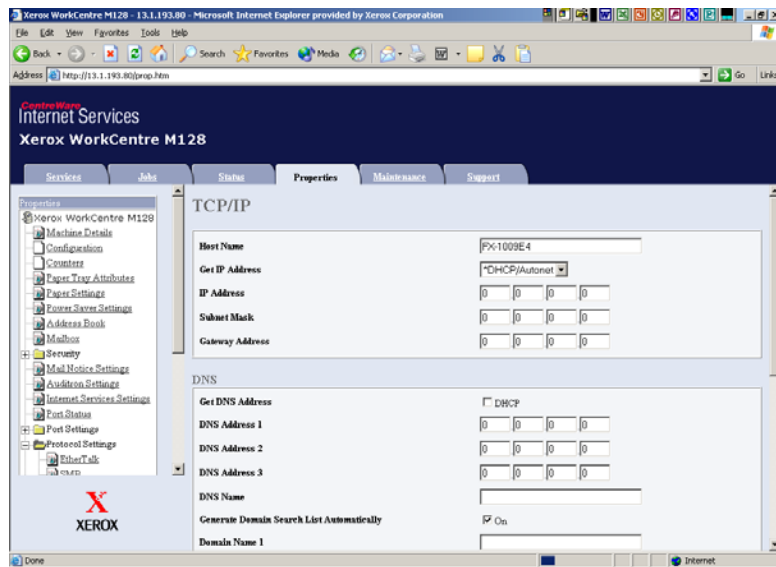 Xerox WorkCentre M128 - 13.1.193.80 - Microsoft Internet Explorer provided by Xerox Corporation
File Edit View Favorites Tools Help
Back Search Favorites Media
Address http://13.1.193.80/prop.htm Go Links
CentreWare
Internet Services
Xerox WorkCentre M128
Services Jobs Status Properties Maintenance Support
Properties
Xerox WorkCentre M128
Machine Details
Configuration
Counters
Paper Tray Attributes
Paper Settings
Power Saver Settings
Address Book
Mailbox
Security
Mail Notice Settings
Auditron Settings
Internet Services Settings
Port Status
Port Settings
Protocol Settings
EtherTalk
SMB
X
XEROX
TCP/IP
Host Name FX-1009E4
Get IP Address *DHCP/Autonet
IP Address 0 0 0 0
Subnet Mask 0 0 0 0
Gateway Address 0 0 0 0
DNS
Get DNS Address DHCP
DNS Address 1 0 0 0 0
DNS Address 2 0 0 0 0
DNS Address 3 0 0 0 0
DNS Name
Generate Domain Search List Automatically On
Domain Name 1
Done Internet